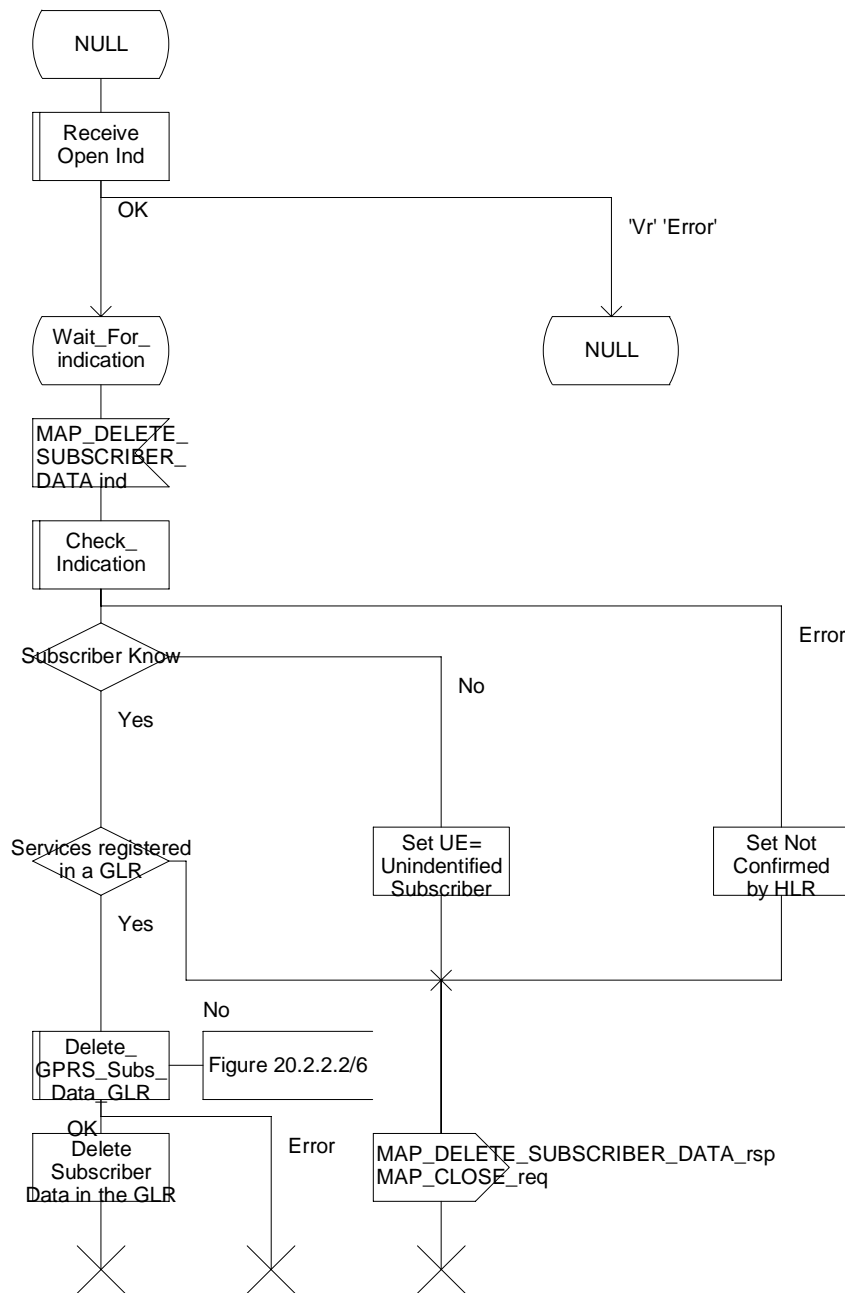 NULL
Receive
Open Ind
OK
'Vr' 'Error'
Wait_For_
indication
NULL
MAP_DELETE_
SUBSCRIBER_
DATA ind
Check_
Indication
Error
Subscriber Know
No
Yes
Services registered
in a GLR
Set UE=
Unindentified
Subscriber
Set Not
Confirmed
by HLR
Yes
No
Delete_
GPRS_Subs_
Data_GLR
Figure 20.2.2.2/6
OK
Error
Delete
Subscriber
Data in the GLR
MAP_DELETE_SUBSCRIBER_DATA_rsp
MAP_CLOSE_req